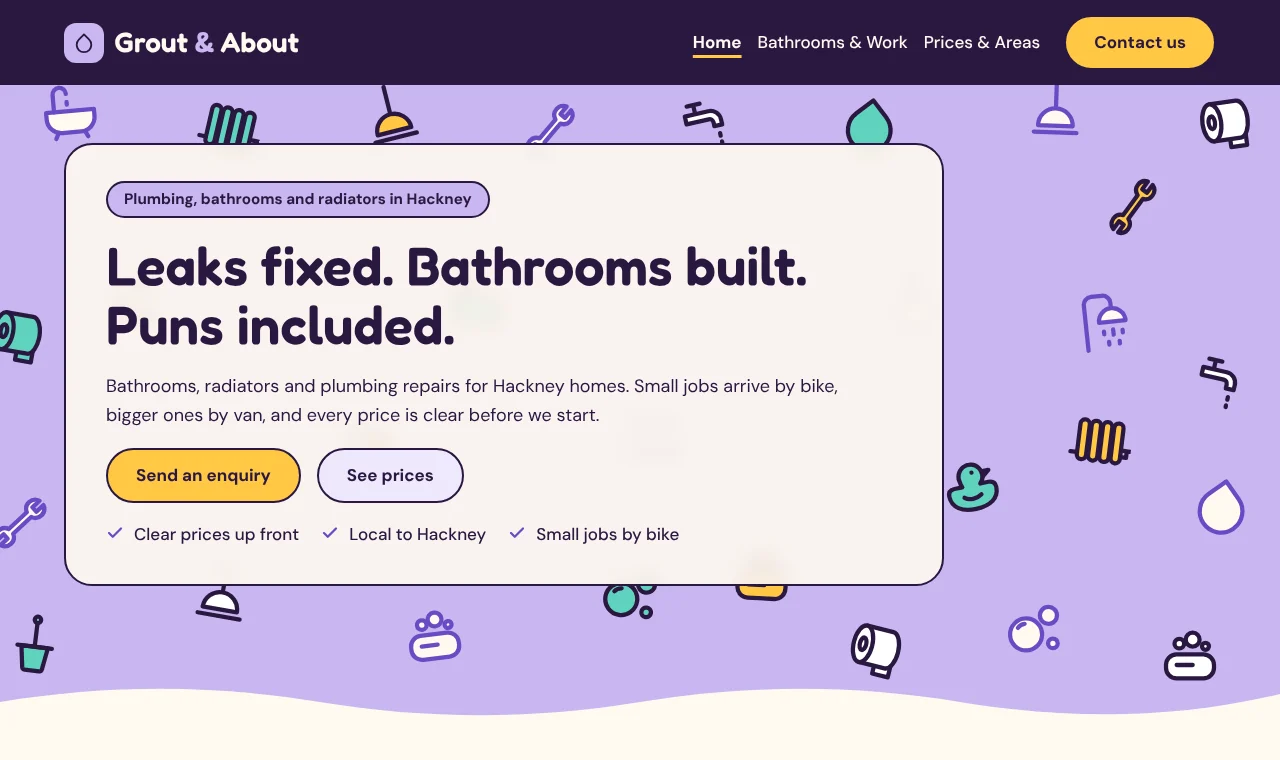 Grout & About
Home
Bathrooms & Work
Prices & Areas
Contact us
Plumbing, bathrooms and radiators in Hackney
Leaks fixed. Bathrooms built.
Puns included.
Bathrooms, radiators and plumbing repairs for Hackney homes. Small jobs arrive by bike,
bigger ones by van, and every price is clear before we start.
Send an enquiry
See prices
Clear prices up front
Local to Hackney
Small jobs by bike